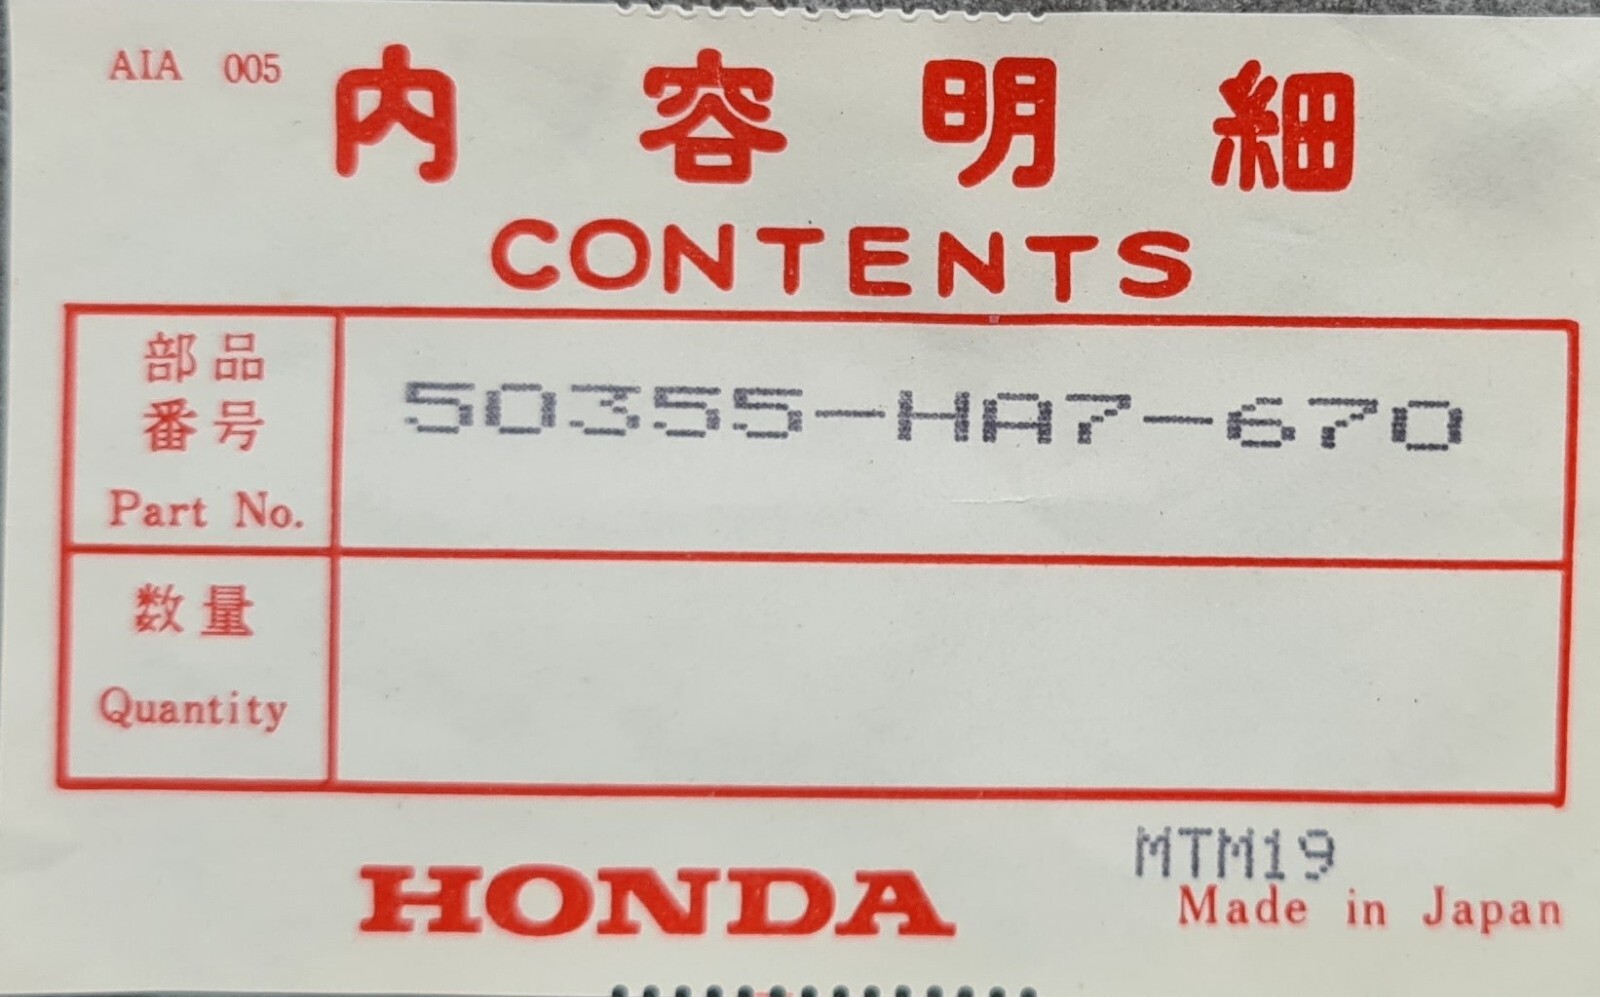 AIA 005
内容明細
CONTENTS
部品
番号
Part No.
50355-HA7-670
数量
Quantity
HONDA
MTM19
Made in Japan